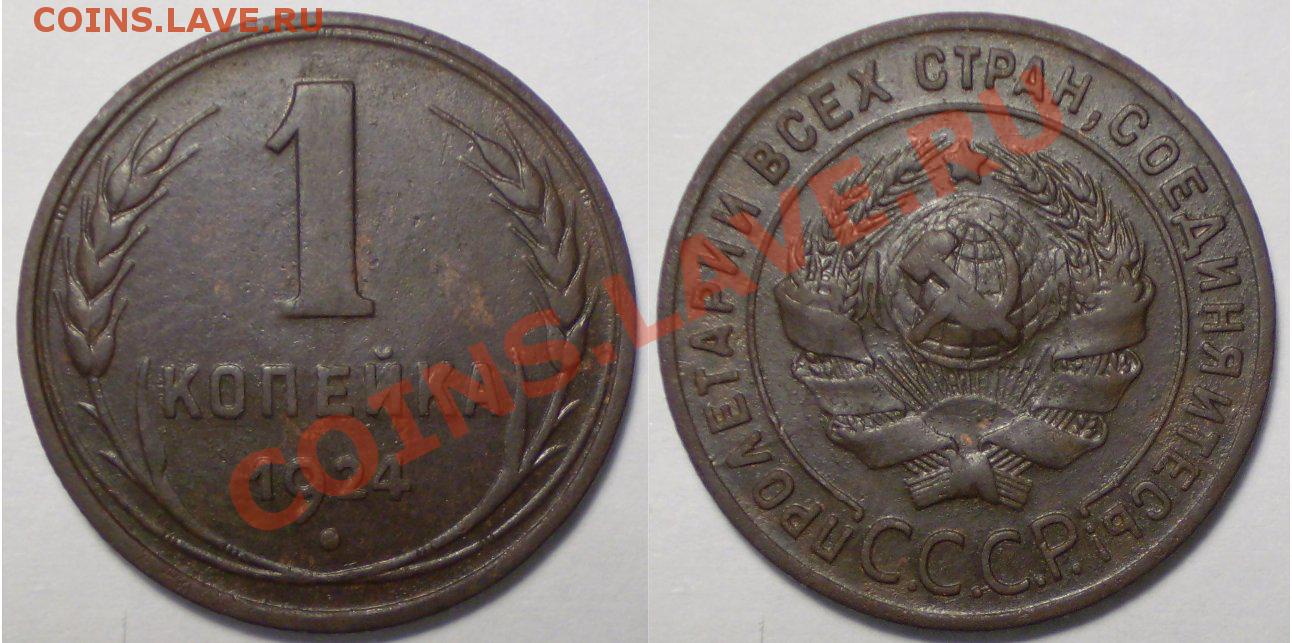 COINS.LAVE.RU
1
КОПЕЙКА
1924
ПРОЛЕТАРИИ ВСЕХ СТРАН, СОЕДИНЯЙТЕСЬ!
С.С.С.Р.
COINS.LAVE.RU